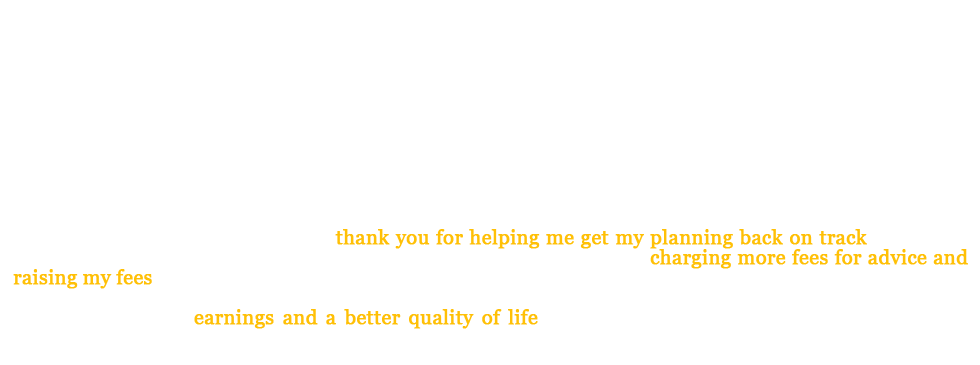 thank you for helping me get my planning back on track
charging more fees for advice and
raising my fees
earnings and a better quality of life